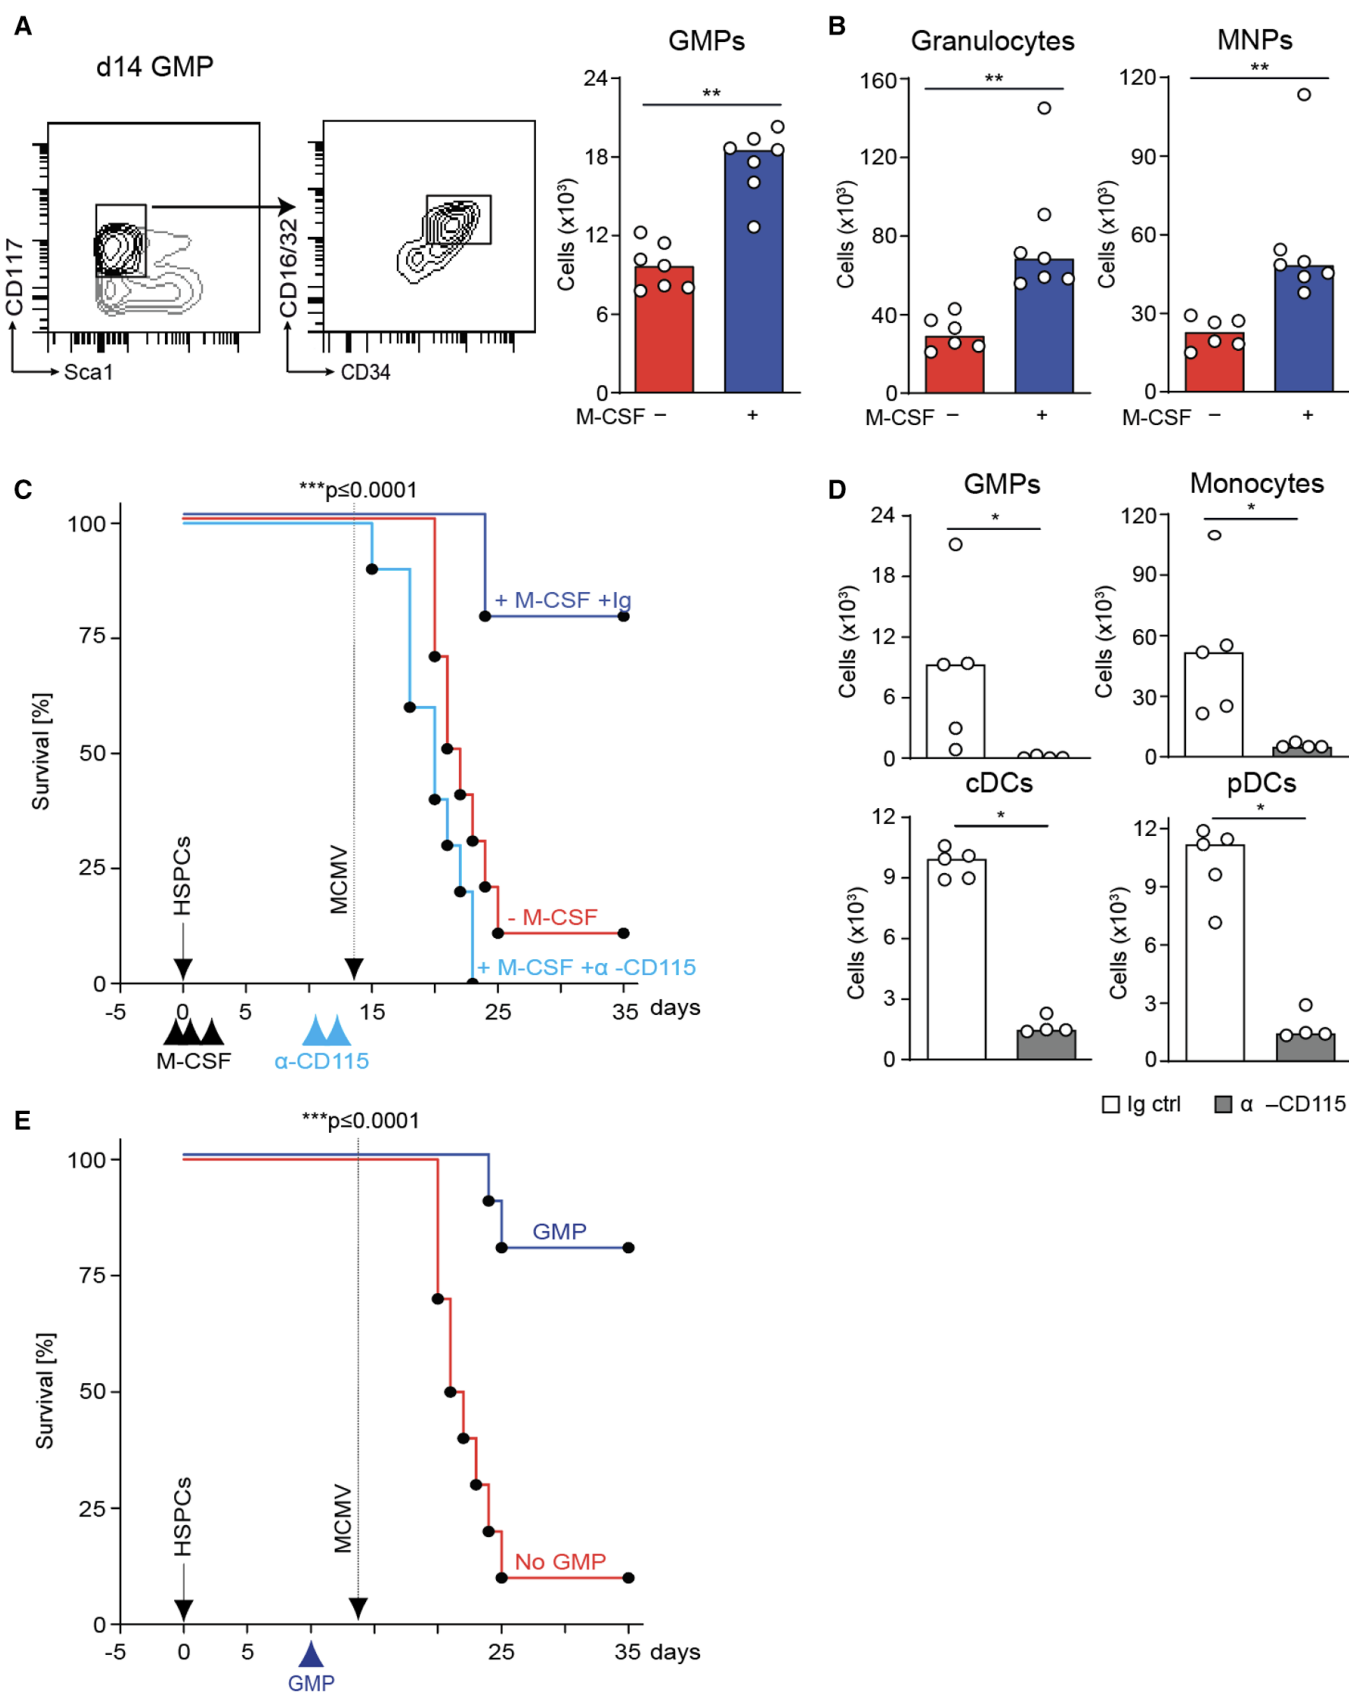 A
d14 GMP
CD117
Sca1
CD16/32
CD34
GMPs
**
Cells (x10³)
24
18
12
6
0
M-CSF – +
B
Granulocytes
**
Cells (x10³)
160
120
80
40
0
M-CSF – +
MNPs
**
Cells (x10³)
120
90
60
30
0
M-CSF – +
C
***p≤0.0001
Survival [%]
100
75
50
25
0
HSPCs
MCMV
+ M-CSF +Ig
- M-CSF
+ M-CSF +α -CD115
-5 0 5 15 25 35 days
M-CSF
α-CD115
D
GMPs
*
Cells (x10³)
24
18
12
6
0
Monocytes
*
Cells (x10³)
120
90
60
30
0
cDCs
*
Cells (x10³)
12
9
6
3
0
pDCs
*
Cells (x10³)
12
9
6
3
0
Ig ctrl
α –CD115
E
***p≤0.0001
Survival [%]
100
75
50
25
0
HSPCs
MCMV
GMP
No GMP
-5 0 5 25 35 days
GMP